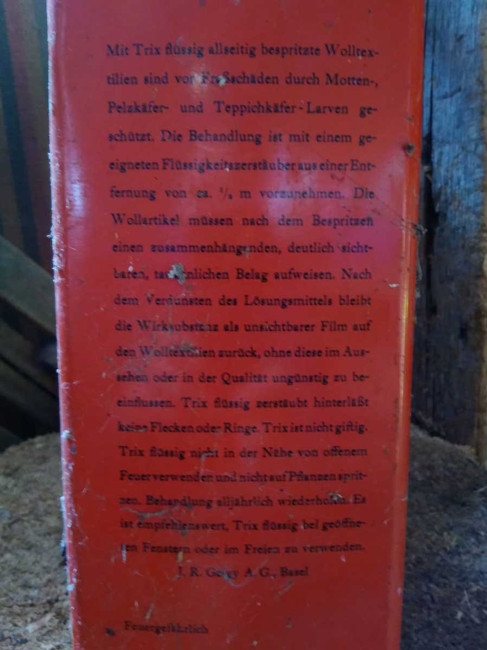 Mit Trix flüssig allseitig bespritzte Wolltex-
tilien sind vor Fraßschäden durch Motten-,
Pelzkäfer- und Teppichkäfer-Larven ge-
schützt. Die Behandlung ist mit einem ge-
eigneten Flüssigkeitszerstäuber aus einer Ent-
fernung von ca. ½ m vorzunehmen. Die
Wollartikel müssen nach dem Bespritzen
einen zusammenhängenden, deutlich sicht-
baren, tauähnlichen Belag aufweisen. Nach
dem Verdunsten des Lösungsmittels bleibt
die Wirksubstanz als unsichtbarer Film auf
den Wolltextilien zurück, ohne diese im Aus-
sehen oder in der Qualität ungünstig zu be-
einflussen. Trix flüssig zerstäubt hinterläßt
keine Flecken oder Ringe. Trix ist nicht giftig.
Trix flüssig nicht in der Nähe von offenem
Feuer verwenden und nicht auf Pflanzen sprit-
zen. Behandlung alljährlich wiederholen. Es
ist empfehlenswert, Trix flüssig bei geöffne-
ten Fenstern oder im Freien zu verwenden.
J. R. Geigy A. G., Basel
Feuergefährlich